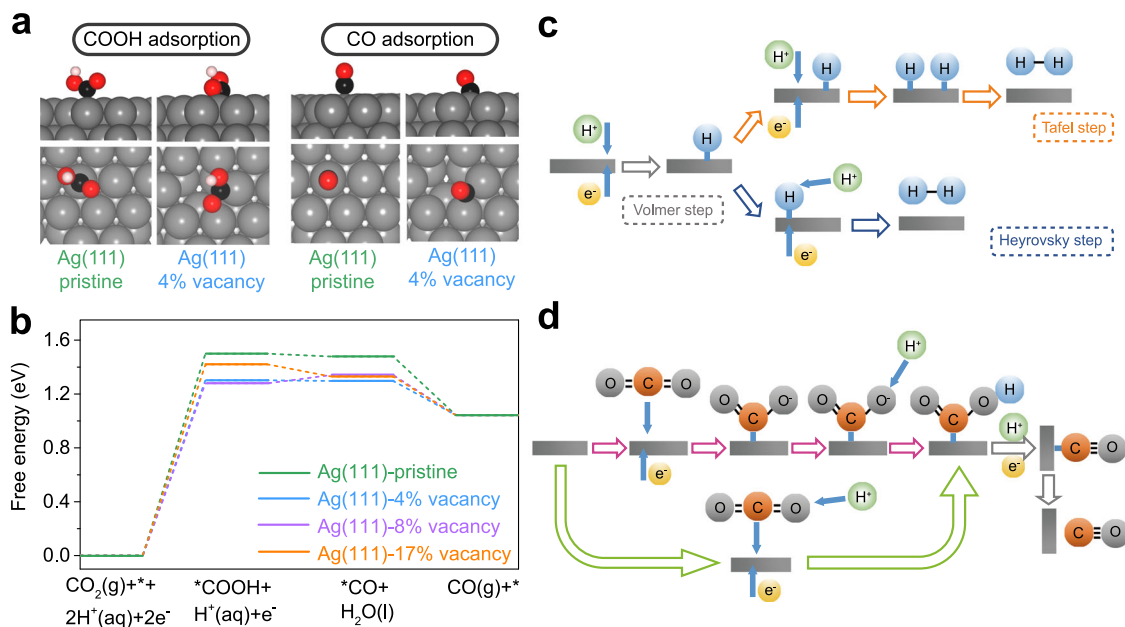 a
COOH adsorption
CO adsorption
Ag(111)
pristine
Ag(111)
4% vacancy
Ag(111)
pristine
Ag(111)
4% vacancy
b
Free energy (eV)
1.6
1.2
0.8
0.4
0.0
Ag(111)-pristine
Ag(111)-4% vacancy
Ag(111)-8% vacancy
Ag(111)-17% vacancy
CO₂(g)+*+
2H⁺(aq)+2e⁻
*COOH+
H⁺(aq)+e⁻
*CO+
H₂O(l)
CO(g)+*
c
H⁺
e⁻
Volmer step
H
H⁺
H
e⁻
H H
H H
Tafel step
H
H⁺
e⁻
H H
Heyrovsky step
d
O C O
e⁻
O O⁻
C
H⁺
O O⁻
C
O O H
C
H⁺
e⁻
C O
C O
O C O
H⁺
e⁻